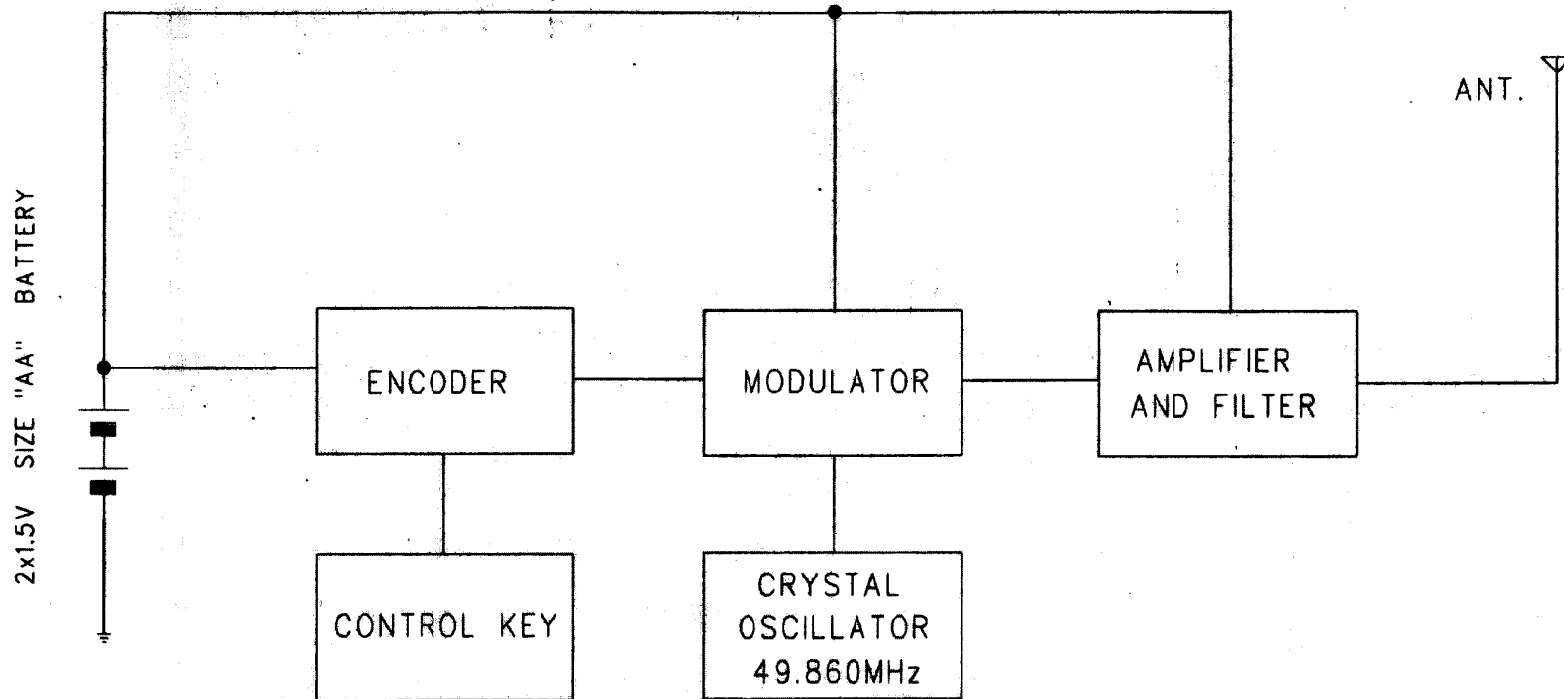 ANT.
2x1.5V SIZE "AA" BATTERY
ENCODER
MODULATOR
AMPLIFIER
AND FILTER
CONTROL KEY
CRYSTAL
OSCILLATOR
49.860MHz